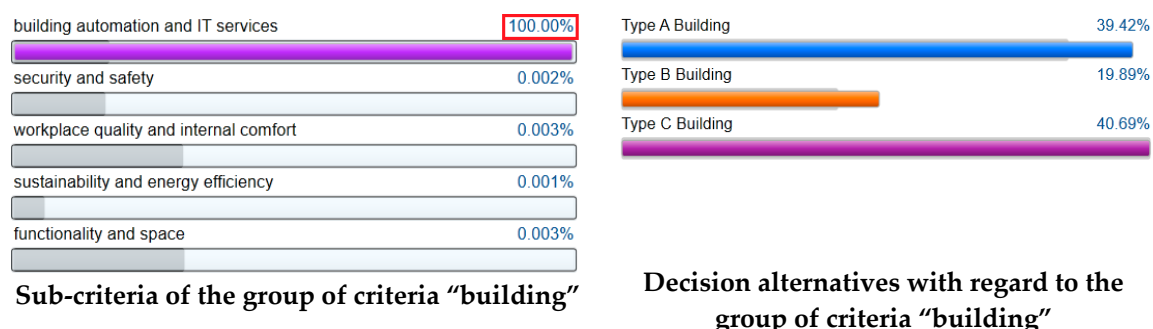 building automation and IT services 100.00%
security and safety 0.002%
workplace quality and internal comfort 0.003%
sustainability and energy efficiency 0.001%
functionality and space 0.003%
Sub-criteria of the group of criteria “building”
Type A Building 39.42%
Type B Building 19.89%
Type C Building 40.69%
Decision alternatives with regard to the
group of criteria “building”